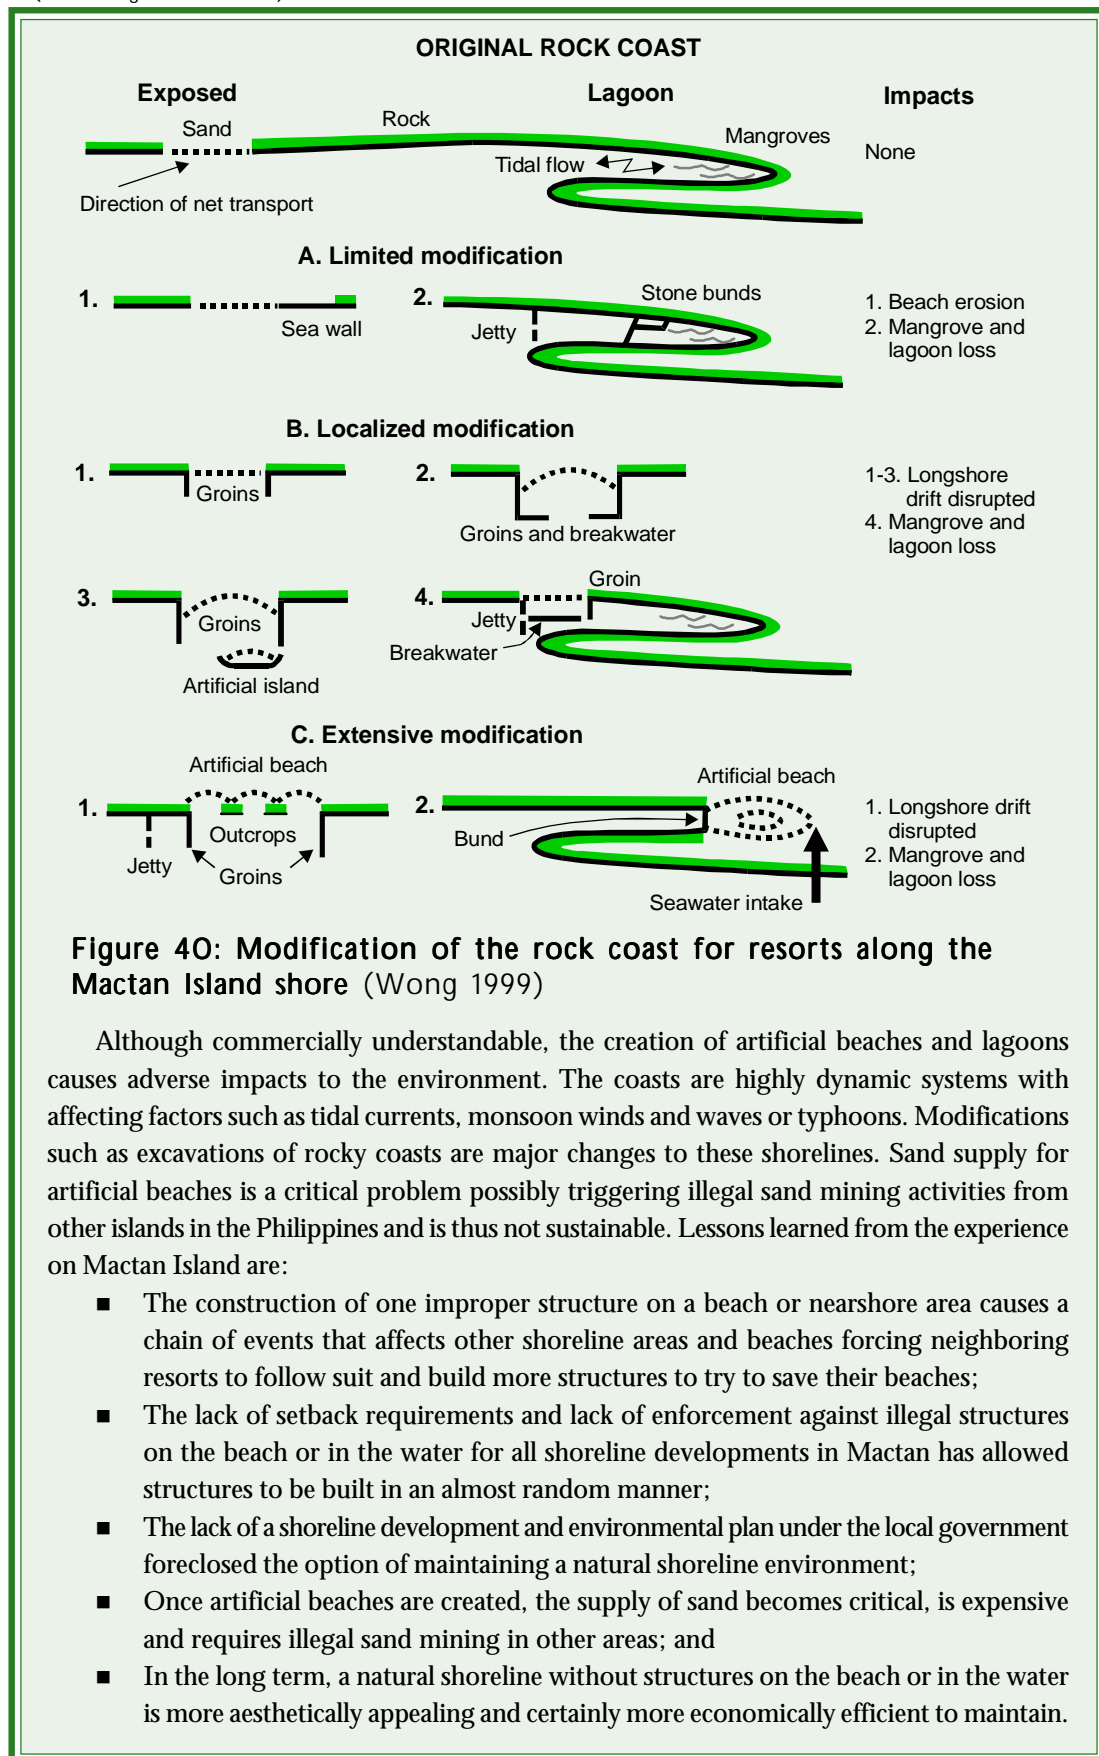 ORIGINAL ROCK COAST
Exposed
Lagoon
Impacts
Sand
Rock
Mangroves
None
Tidal flow
Direction of net transport
A. Limited modification
1.
Sea wall
2.
Stone bunds
Jetty
1. Beach erosion
2. Mangrove and
lagoon loss
B. Localized modification
1.
Groins
2.
Groins and breakwater
1-3. Longshore
drift disrupted
4. Mangrove and
lagoon loss
3.
Groins
Artificial island
4.
Groin
Jetty
Breakwater
C. Extensive modification
Artificial beach
1.
Outcrops
Jetty
Groins
2.
Artificial beach
Bund
Seawater intake
1. Longshore drift
disrupted
2. Mangrove and
lagoon loss
Figure 40: Modification of the rock coast for resorts along the
Mactan Island shore (Wong 1999)
Although commercially understandable, the creation of artificial beaches and lagoons
causes adverse impacts to the environment. The coasts are highly dynamic systems with
affecting factors such as tidal currents, monsoon winds and waves or typhoons. Modifications
such as excavations of rocky coasts are major changes to these shorelines. Sand supply for
artificial beaches is a critical problem possibly triggering illegal sand mining activities from
other islands in the Philippines and is thus not sustainable. Lessons learned from the experience
on Mactan Island are:
■ The construction of one improper structure on a beach or nearshore area causes a
chain of events that affects other shoreline areas and beaches forcing neighboring
resorts to follow suit and build more structures to try to save their beaches;
■ The lack of setback requirements and lack of enforcement against illegal structures
on the beach or in the water for all shoreline developments in Mactan has allowed
structures to be built in an almost random manner;
■ The lack of a shoreline development and environmental plan under the local government
foreclosed the option of maintaining a natural shoreline environment;
■ Once artificial beaches are created, the supply of sand becomes critical, is expensive
and requires illegal sand mining in other areas; and
■ In the long term, a natural shoreline without structures on the beach or in the water
is more aesthetically appealing and certainly more economically efficient to maintain.